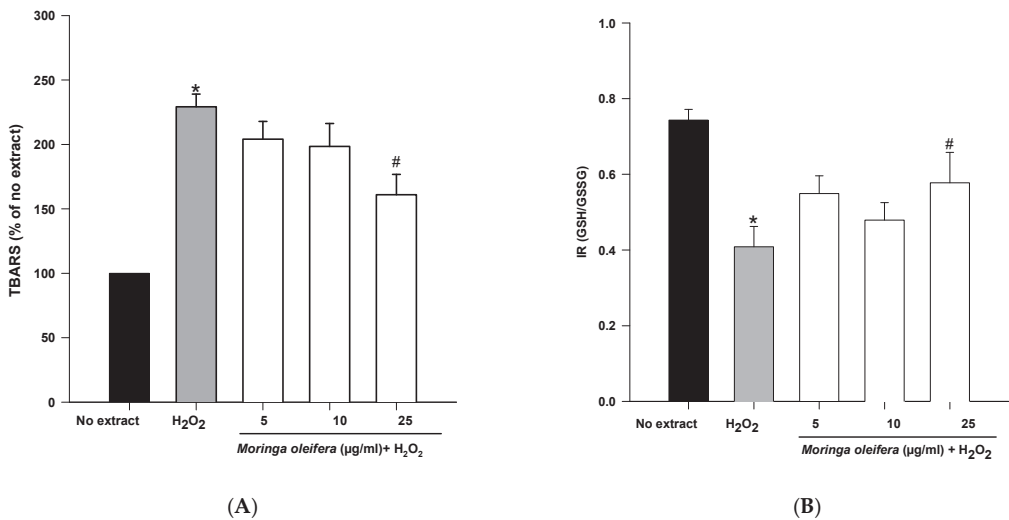 300
250
200
150
100
50
0
TBARS (% of no extract)
*
#
No extract
H₂O₂
5
10
25
Moringa oleifera (µg/ml)+ H₂O₂
(A)
1.0
0.8
0.6
0.4
0.2
0.0
IR (GSH/GSSG)
*
#
No extract
H₂O₂
5
10
25
Moringa oleifera (µg/ml) + H₂O₂
(B)